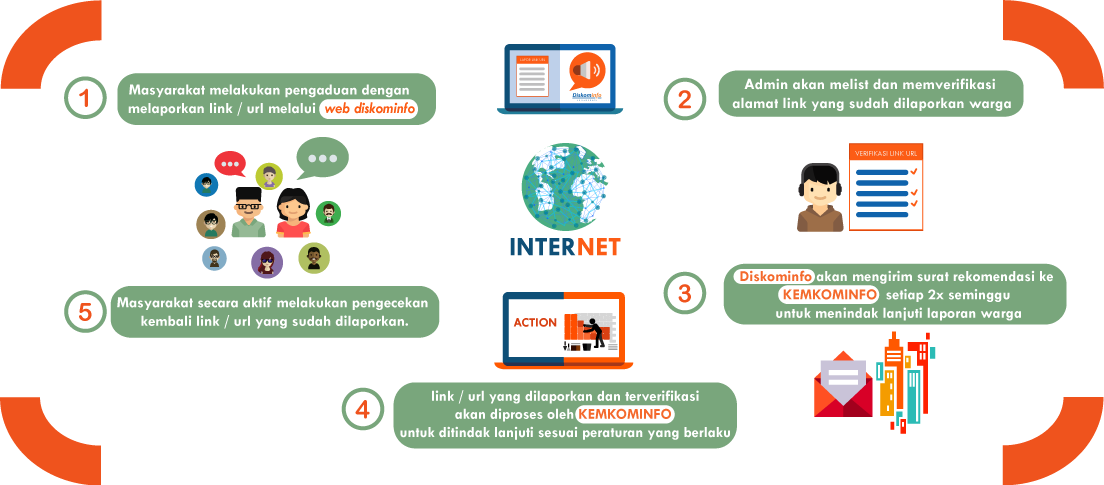 1
Masyarakat melakukan pengaduan dengan
melaporkan link / url melalui web diskominfo
Diskominfo
2
Admin akan melist dan memverifikasi
alamat link yang sudah dilaporkan warga
VERIFIKASI LINK URL
INTERNET
3
Diskominfo akan mengirim surat rekomendasi ke
KEMKOMINFO setiap 2x seminggu
untuk menindak lanjuti laporan warga
ACTION
4
link / url yang dilaporkan dan terverifikasi
akan diproses oleh KEMKOMINFO
untuk ditindak lanjuti sesuai peraturan yang berlaku
5
Masyarakat secara aktif melakukan pengecekan
kembali link / url yang sudah dilaporkan.